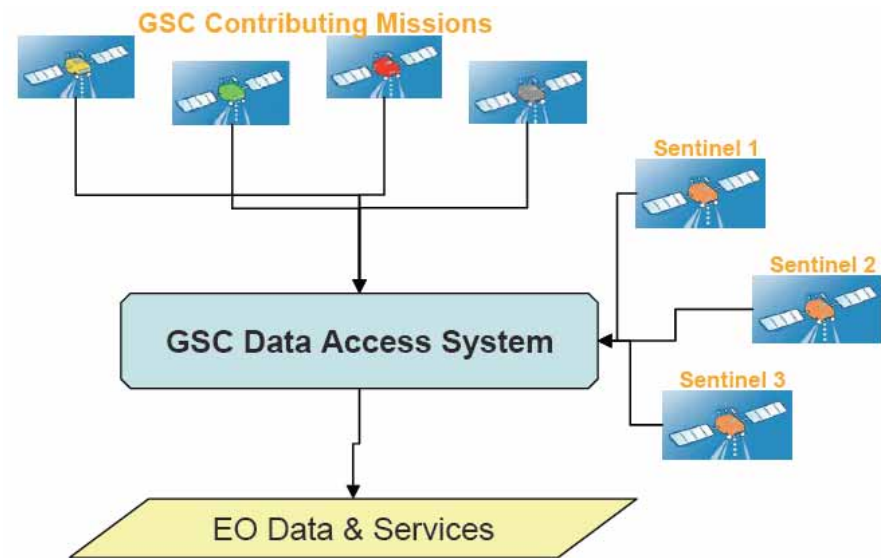 GSC Contributing Missions
Sentinel 1
Sentinel 2
GSC Data Access System
Sentinel 3
EO Data & Services